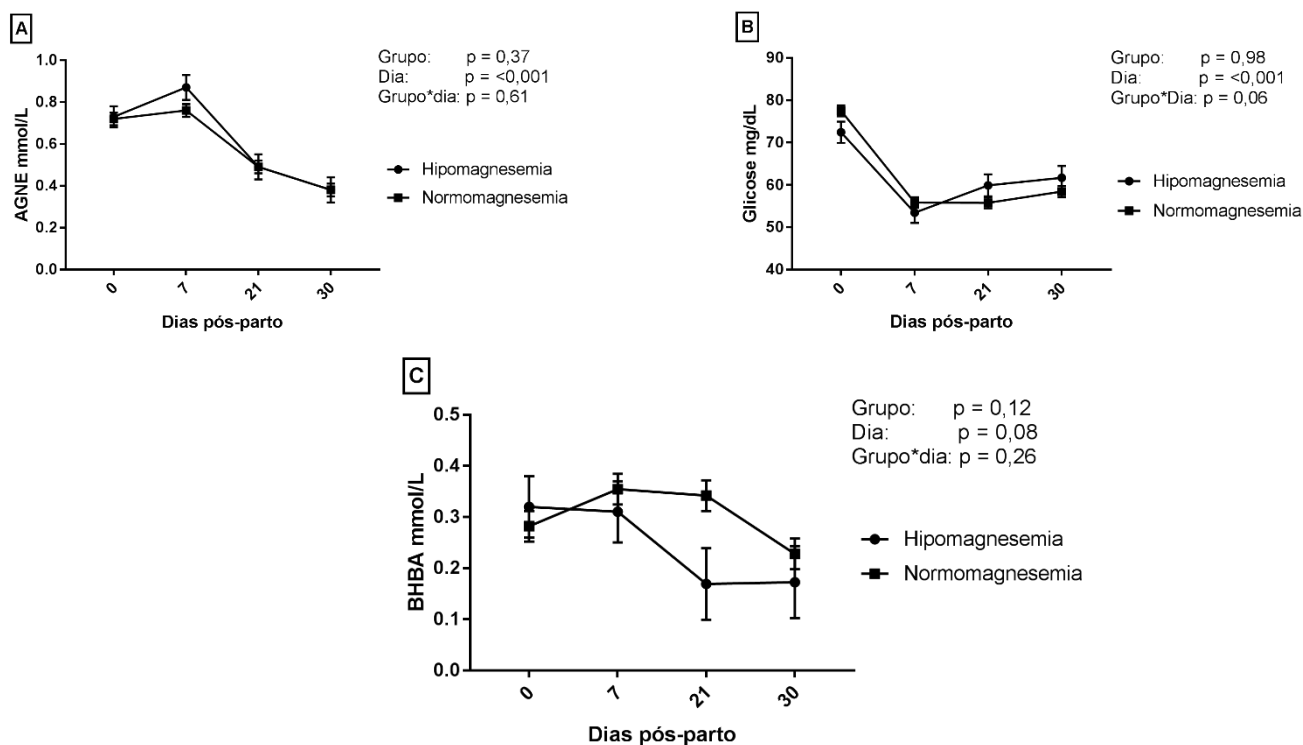 A
Grupo: p = 0,37
Dia: p = <0,001
Grupo*dia: p = 0,61
1.0
0.8
0.6
0.4
0.2
0.0
AGNE mmol/L
Hipomagnesemia
Normomagnesemia
0 7 21 30
Dias pós-parto
B
Grupo: p = 0,98
Dia: p = <0,001
Grupo*Dia: p = 0,06
90
80
70
60
50
40
Glicose mg/dL
Hipomagnesemia
Normomagnesemia
0 7 21 30
Dias pós-parto
C
Grupo: p = 0,12
Dia: p = 0,08
Grupo*dia: p = 0,26
0.5
0.4
0.3
0.2
0.1
0.0
BHBA mmol/L
Hipomagnesemia
Normomagnesemia
0 7 21 30
Dias pós-parto